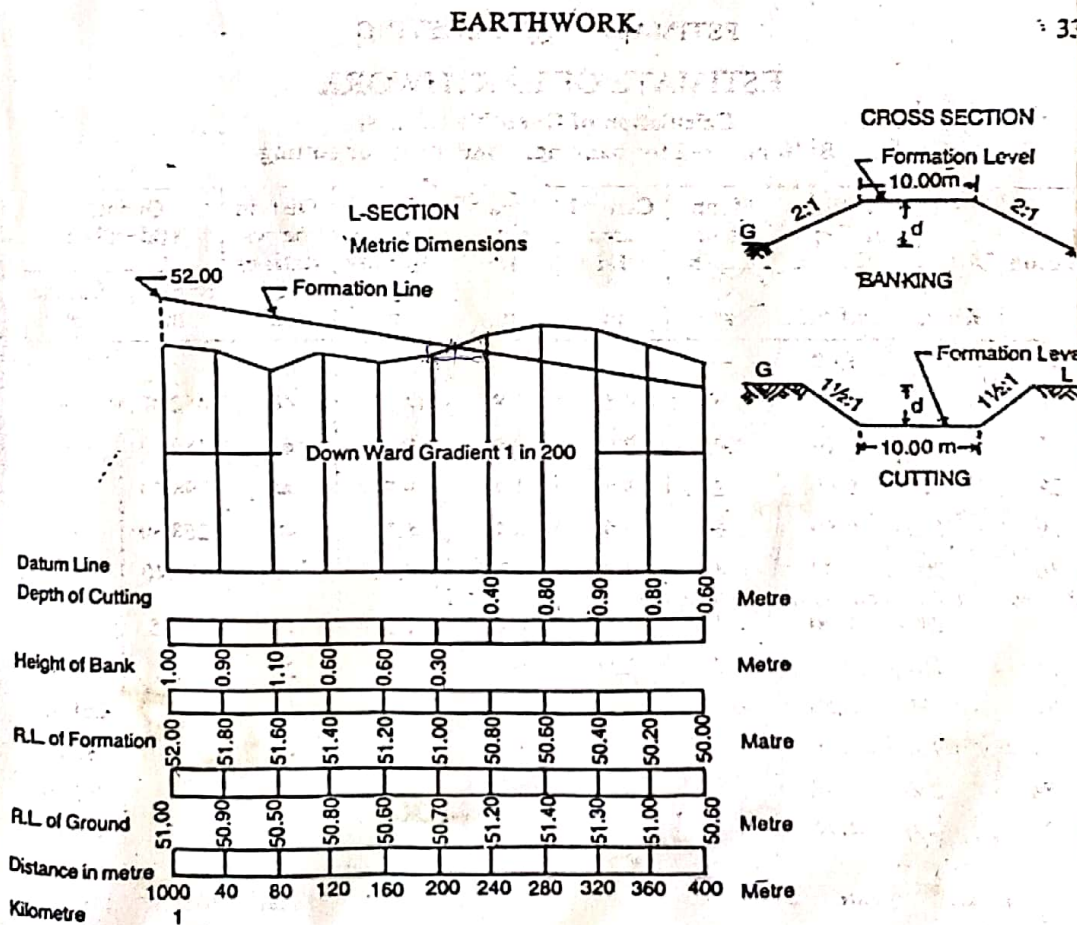 EARTHWORK
33
CROSS SECTION
Formation Level
10.00m
2:1
2:1
G
d
BANKING
L-SECTION
Metric Dimensions
52.00
Formation Line
Formation Leve
G
L
1½:1
1½:1
d
10.00 m
CUTTING
Down Ward Gradient 1 in 200
Datum Line
Depth of Cutting 0.40 0.80 0.90 0.80 0.60 Metre
Height of Bank 1.00 0.90 1.10 0.60 0.60 0.30 Metre
R.L. of Formation 52.00 51.80 51.60 51.40 51.20 51.00 50.80 50.60 50.40 50.20 50.00 Matre
R.L. of Ground 51.00 50.90 50.50 50.80 50.60 50.70 51.20 51.40 51.30 51.00 50.60 Metre
Distance in metre 1000 40 80 120 160 200 240 280 320 360 400 Metre
Kilometre 1